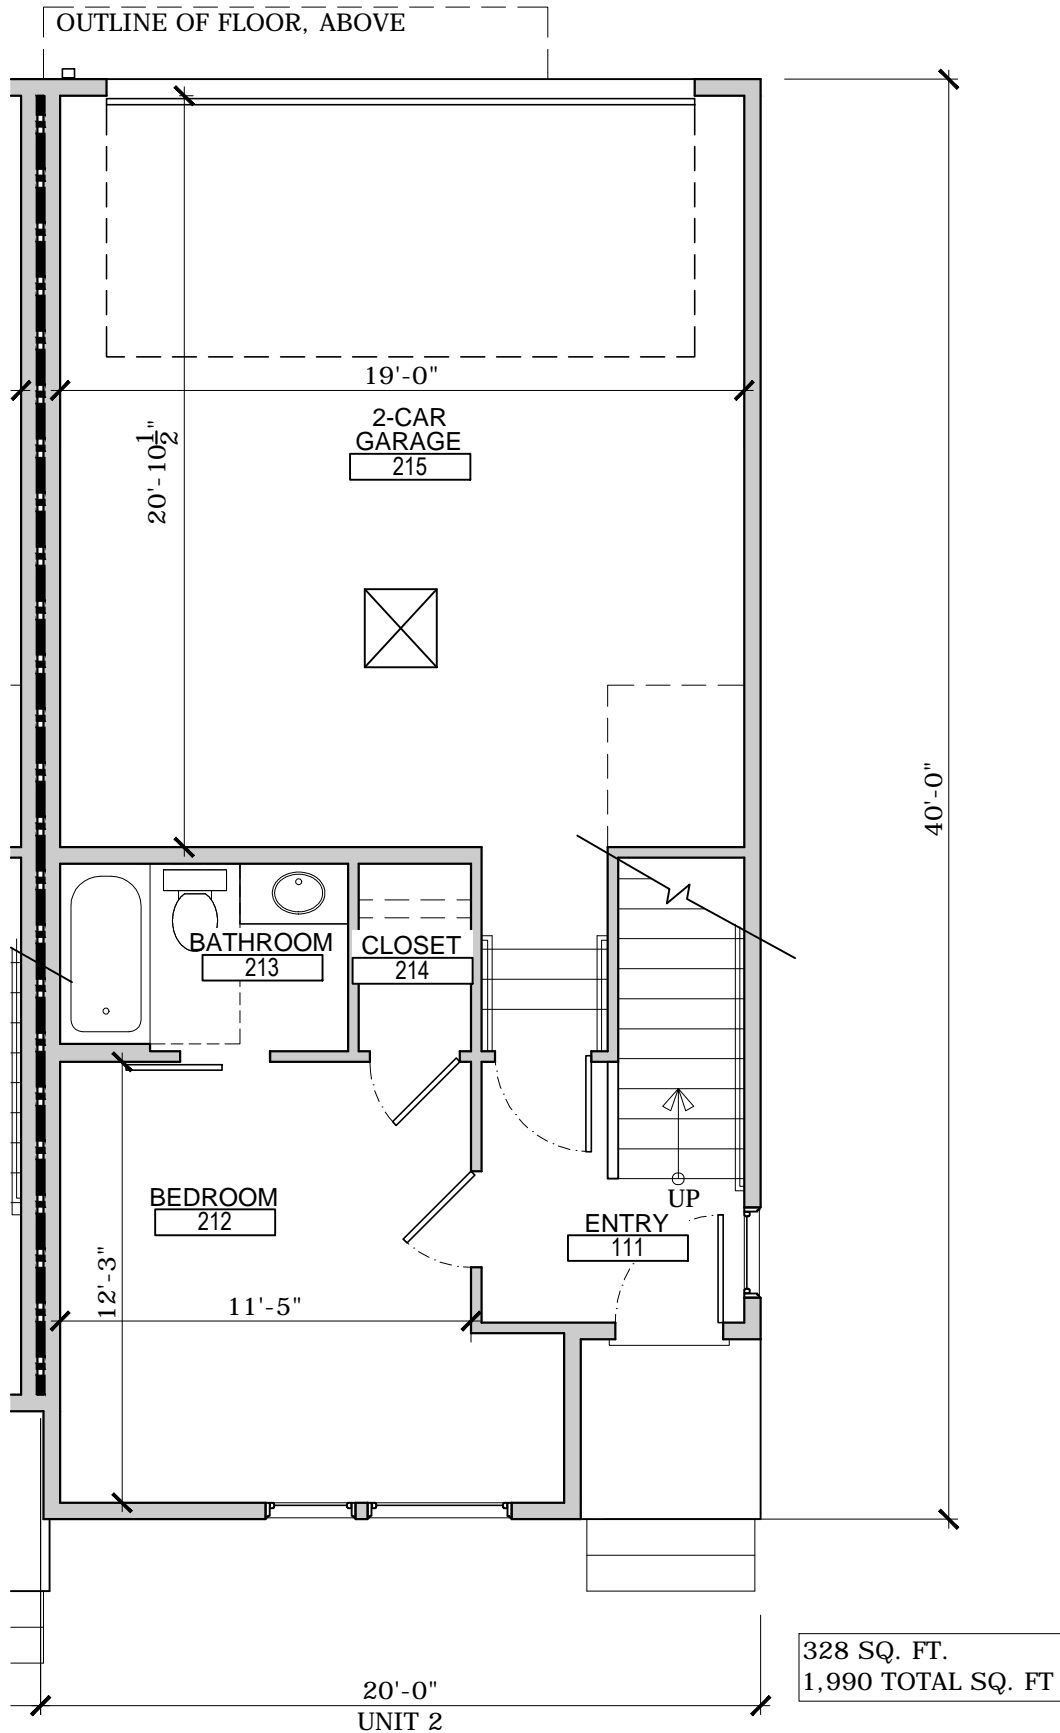 OUTLINE OF FLOOR, ABOVE
19'-0"
2-CAR
GARAGE
215
20'-10 1/2"
40'-0"
BATHROOM
213
CLOSET
214
BEDROOM
212
UP
ENTRY
111
12'-3"
11'-5"
328 SQ. FT.
1,990 TOTAL SQ. FT
20'-0"
UNIT 2